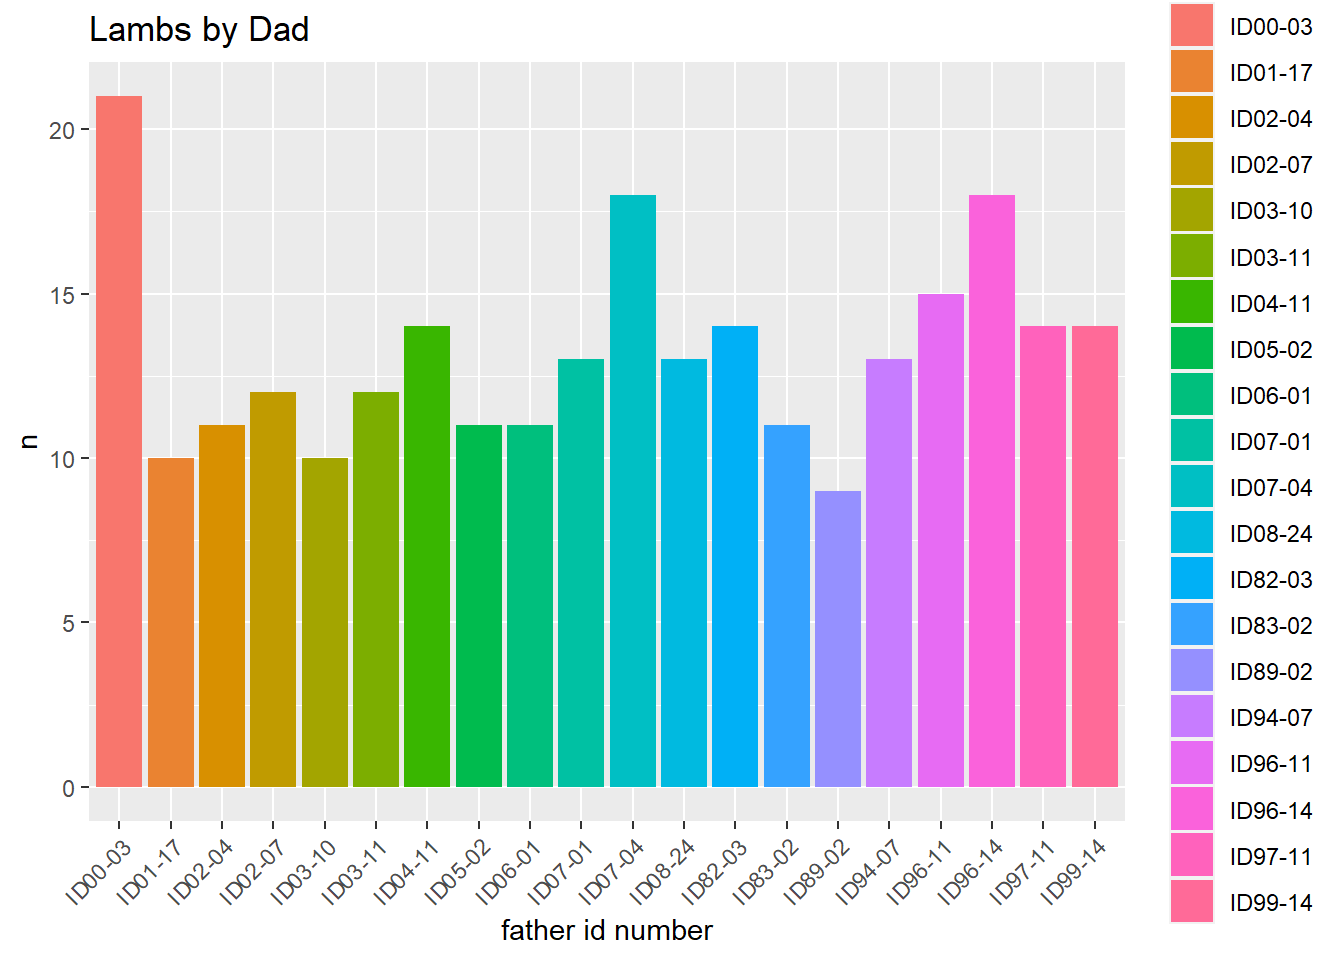 Lambs by Dad
n
20
15
10
5
0
ID00-03
ID01-17
ID02-04
ID02-07
ID03-10
ID03-11
ID04-11
ID05-02
ID06-01
ID07-01
ID07-04
ID08-24
ID82-03
ID83-02
ID89-02
ID94-07
ID96-11
ID96-14
ID97-11
ID99-14
father id number
ID00-03
ID01-17
ID02-04
ID02-07
ID03-10
ID03-11
ID04-11
ID05-02
ID06-01
ID07-01
ID07-04
ID08-24
ID82-03
ID83-02
ID89-02
ID94-07
ID96-11
ID96-14
ID97-11
ID99-14